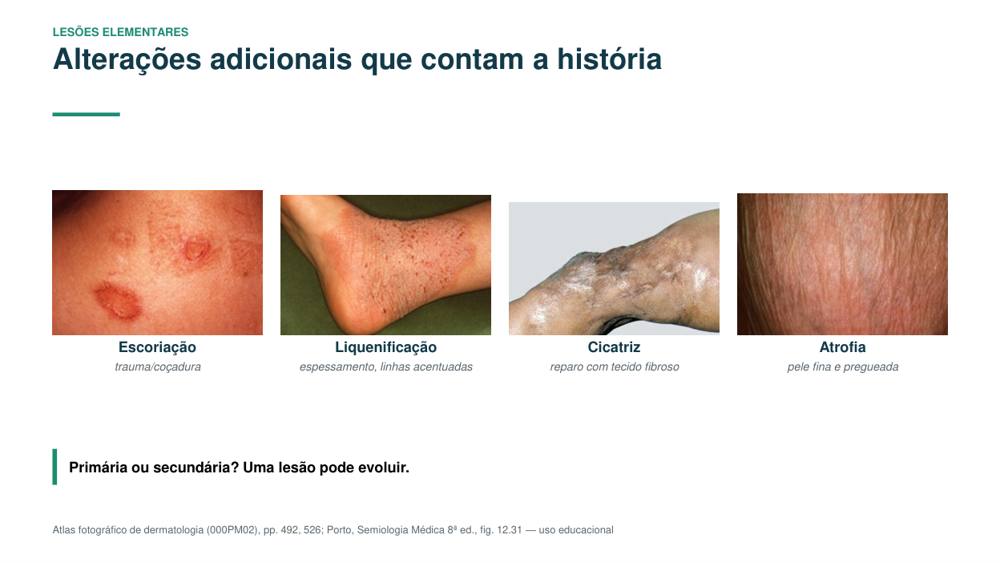 LESÕES ELEMENTARES
Alterações adicionais que contam a história
Escoriação
trauma/coçadura
Liquenificação
espessamento, linhas acentuadas
Cicatriz
reparo com tecido fibroso
Atrofia
pele fina e pregueada
Primária ou secundária? Uma lesão pode evoluir.
Atlas fotográfico de dermatologia (000PM02), pp. 492, 526; Porto, Semiologia Médica 8ª ed., fig. 12.31 — uso educacional